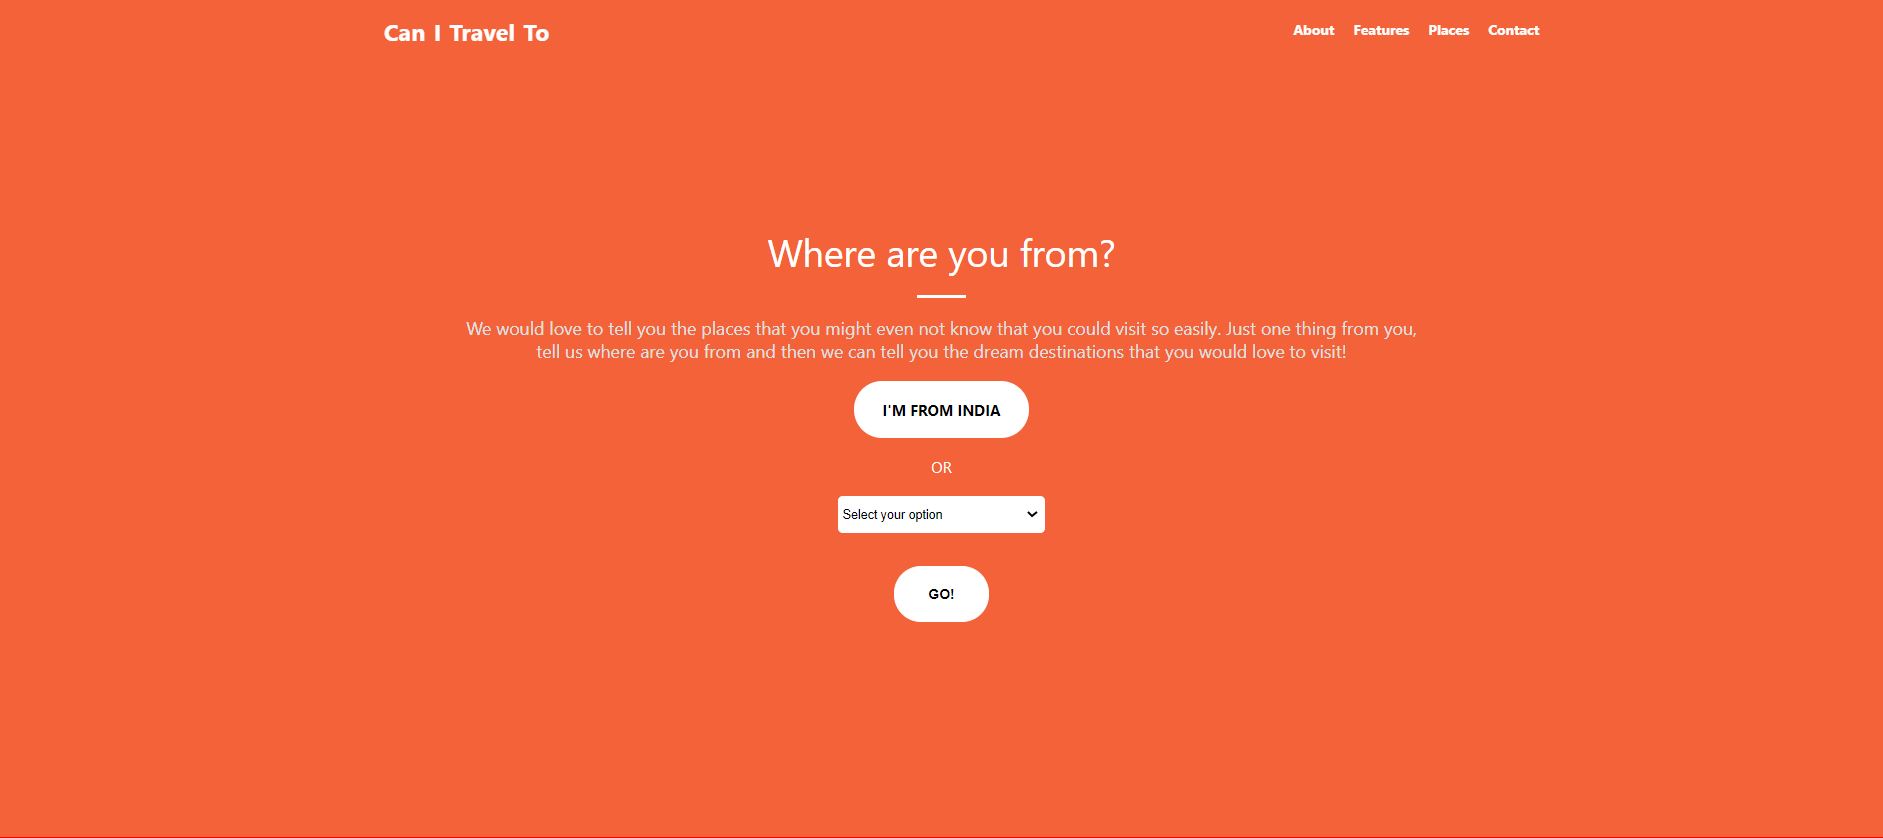 Can I Travel To
About Features Places Contact
Where are you from?
We would love to tell you the places that you might even not know that you could visit so easily. Just one thing from you,
tell us where are you from and then we can tell you the dream destinations that you would love to visit!
I'M FROM INDIA
OR
Select your option
GO!